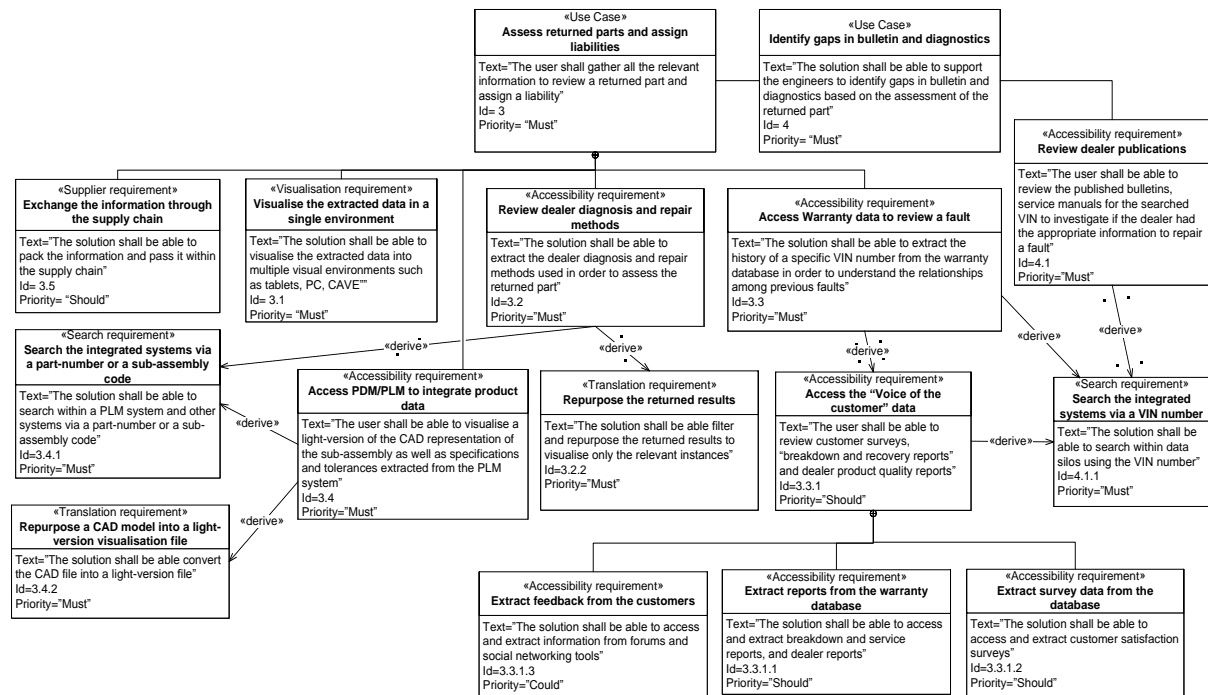 «Use Case»
Assess returned parts and assign
liabilities
Text="The user shall gather all the relevant
information to review a returned part and
assign a liability”
Id= 3
Priority= “Must”
«Use Case»
Identify gaps in bulletin and diagnostics
Text="The solution shall be able to support
the engineers to identify gaps in bulletin and
diagnostics based on the assessment of the
returned part”
Id= 4
Priority= “Must”
«Accessibility requirement»
Review dealer publications
Text=”The user shall be able to
review the published bulletins,
service manuals for the searched
VIN to investigate if the dealer had
the appropriate information to repair
a fault”
Id=4.1
Priority=”Must”
«Supplier requirement»
Exchange the information through
the supply chain
Text="The solution shall be able to
pack the information and pass it within
the supply chain”
Id= 3.5
Priority= “Should”
«Visualisation requirement»
Visualise the extracted data in a
single environment
Text="The solution shall be able to
visualise the extracted data into
multiple visual environments such
as tablets, PC, CAVE””
Id= 3.1
Priority= “Must”
«Accessibility requirement»
Review dealer diagnosis and repair
methods
Text=”The solution shall be able to
extract the dealer diagnosis and repair
methods used in order to assess the
returned part”
Id=3.2
Priority=”Must”
«Accessibility requirement»
Access Warranty data to review a fault
Text=”The solution shall be able to extract the
history of a specific VIN number from the warranty
database in order to understand the relationships
among previous faults”
Id=3.3
Priority=”Must”
«derive»
«derive»
«derive»
«derive»
«derive»
«Search requirement»
Search the integrated systems via
a part-number or a sub-assembly
code
Text=”The solution shall be able to
search within a PLM system and other
systems via a part-number or a sub-
assembly code”
Id=3.4.1
Priority=”Must”
«derive»
«Accessibility requirement»
Access PDM/PLM to integrate product
data
Text=”The user shall be able to visualise a
light-version of the CAD representation of
the sub-assembly as well as specifications
and tolerances extracted from the PLM
system”
Id=3.4
Priority=”Must”
«Translation requirement»
Repurpose the returned results
Text=”The solution shall be able filter
and repurpose the returned results to
visualise only the relevant instances”
Id=3.2.2
Priority=”Must”
«Accessibility requirement»
Access the “Voice of the
customer” data
Text=”The user shall be able to
review customer surveys,
“breakdown and recovery reports”
and dealer product quality reports”
Id=3.3.1
Priority=”Should”
«derive»
«Search requirement»
Search the integrated
systems via a VIN number
Text=”The solution shall be
able to search within data
silos using the VIN number”
Id=4.1.1
Priority=”Must”
«derive»
«Translation requirement»
Repurpose a CAD model into a light-
version visualisation file
Text=”The solution shall be able convert
the CAD file into a light-version file”
Id=3.4.2
Priority=”Must”
«Accessibility requirement»
Extract feedback from the customers
Text=”The solution shall be able to access
and extract information from forums and
social networking tools”
Id=3.3.1.3
Priority=”Could”
«Accessibility requirement»
Extract reports from the warranty
database
Text=”The solution shall be able to access
and extract breakdown and service
reports, and dealer reports”
Id=3.3.1.1
Priority=”Should”
«Accessibility requirement»
Extract survey data from the
database
Text=”The solution shall be able to
access and extract customer satisfaction
surveys”
Id=3.3.1.2
Priority=”Should”